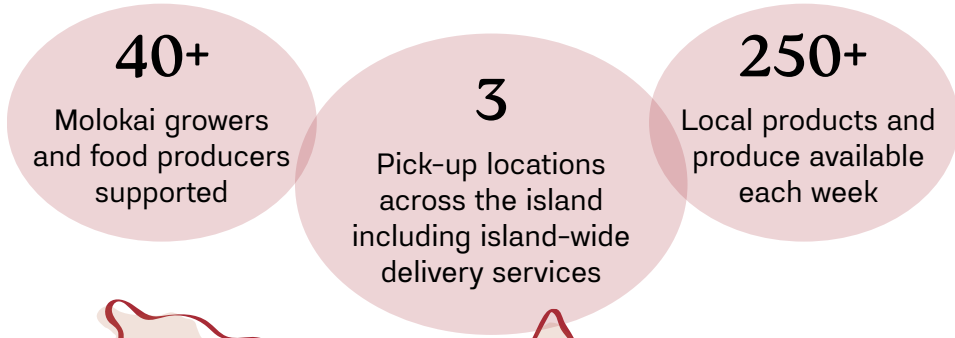 40+
Molokai growers
and food producers
supported
3
Pick-up locations
across the island
including island-wide
delivery services
250+
Local products and
produce available
each week